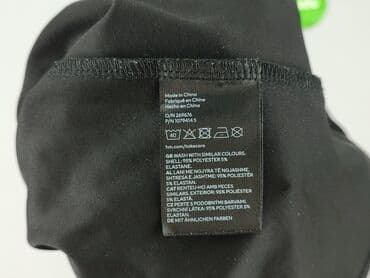 Made in China
Fabriqué en Chine
Hecho en China
O/N 269676
P/N 1079414 5
40
hm.com/takecare
GB WASH WITH SIMILAR COLOURS.
SHELL: 95% POLYESTER 5%
ELASTANE.
AL LANI ME NGJYRA TË NGJASHME,
SHTRESA E JASHTME: 95% POLIESTER 5%
ELASTAN.
CAT RENTEU-HO AMB PECES
SIMILARS. EXTERIOR: 95% POLIÈSTER 5%
ELASTÀ.
CZ PERTE S PODOBNÝMI BARVAMI.
SVRCHNÍ LÁTKA: 95% POLYESTER 5%
ELASTAN.
DE MIT ÄHNLICHEN FARBEN